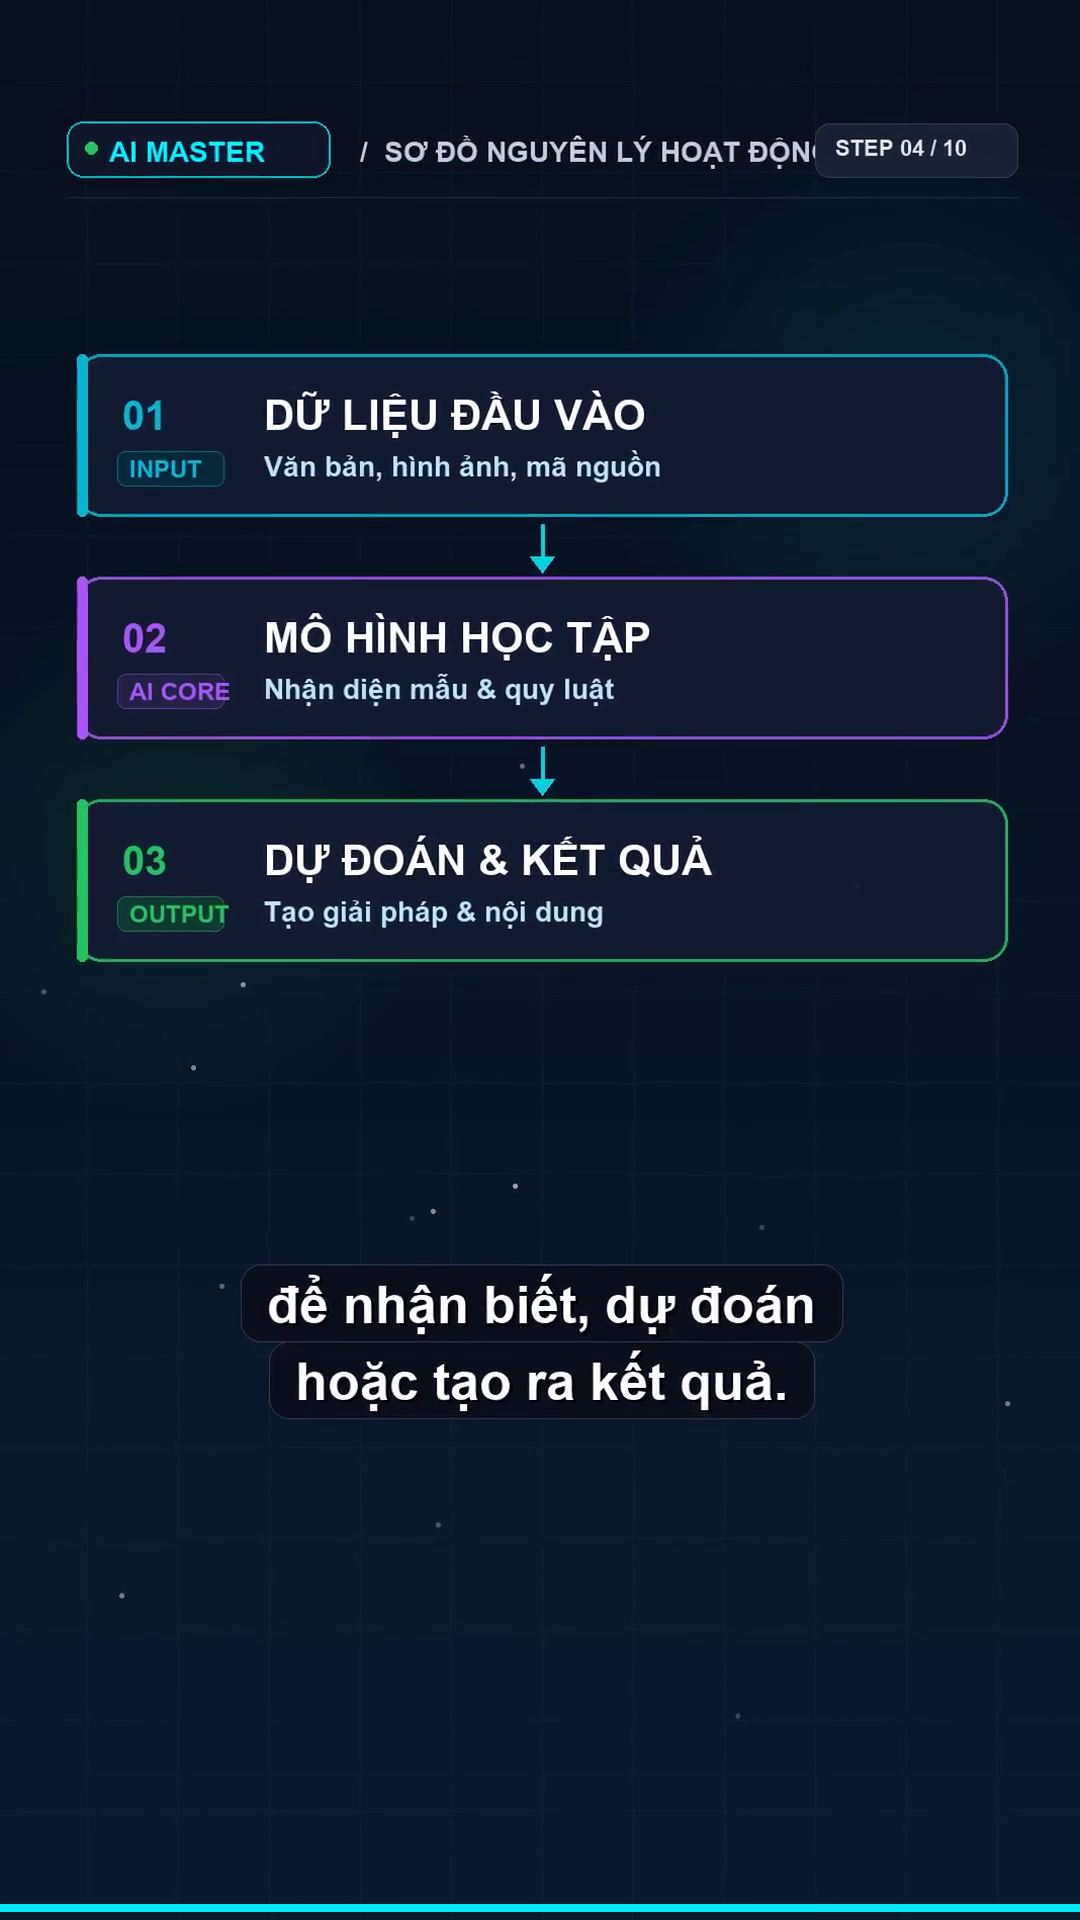 AI MASTER / SƠ ĐỒ NGUYÊN LÝ HOẠT ĐỘNG STEP 04 / 10
01 DỮ LIỆU ĐẦU VÀO
INPUT Văn bản, hình ảnh, mã nguồn
02 MÔ HÌNH HỌC TẬP
AI CORE Nhận diện mẫu & quy luật
03 DỰ ĐOÁN & KẾT QUẢ
OUTPUT Tạo giải pháp & nội dung
để nhận biết, dự đoán
hoặc tạo ra kết quả.